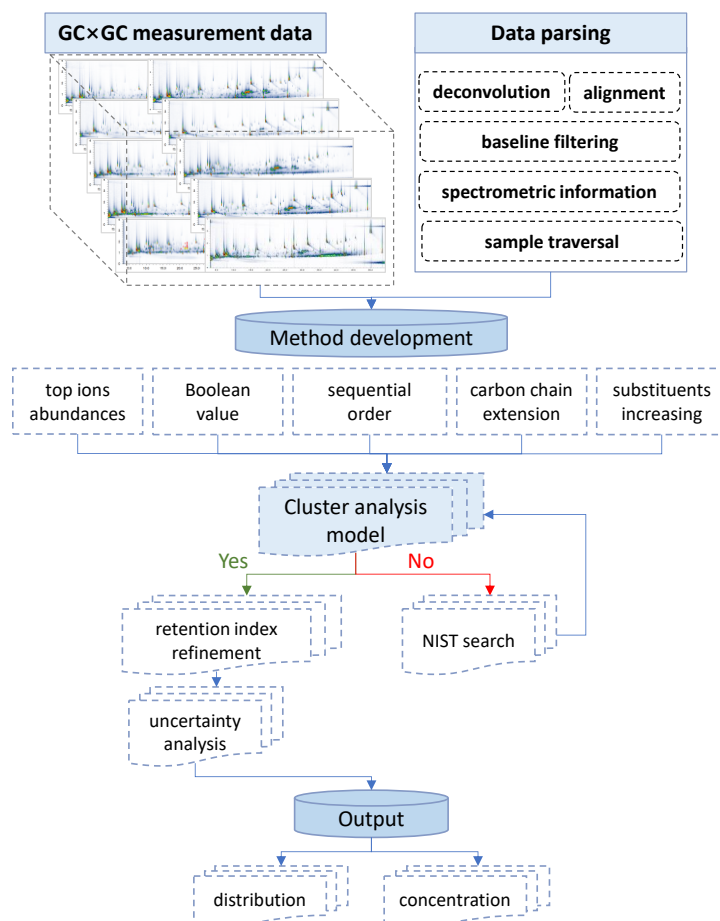 GC×GC measurement data
Data parsing
deconvolution
alignment
baseline filtering
spectrometric information
sample traversal
Method development
top ions
abundances
Boolean
value
sequential
order
carbon chain
extension
substituents
increasing
Cluster analysis
model
Yes
No
retention index
refinement
NIST search
uncertainty
analysis
Output
distribution
concentration